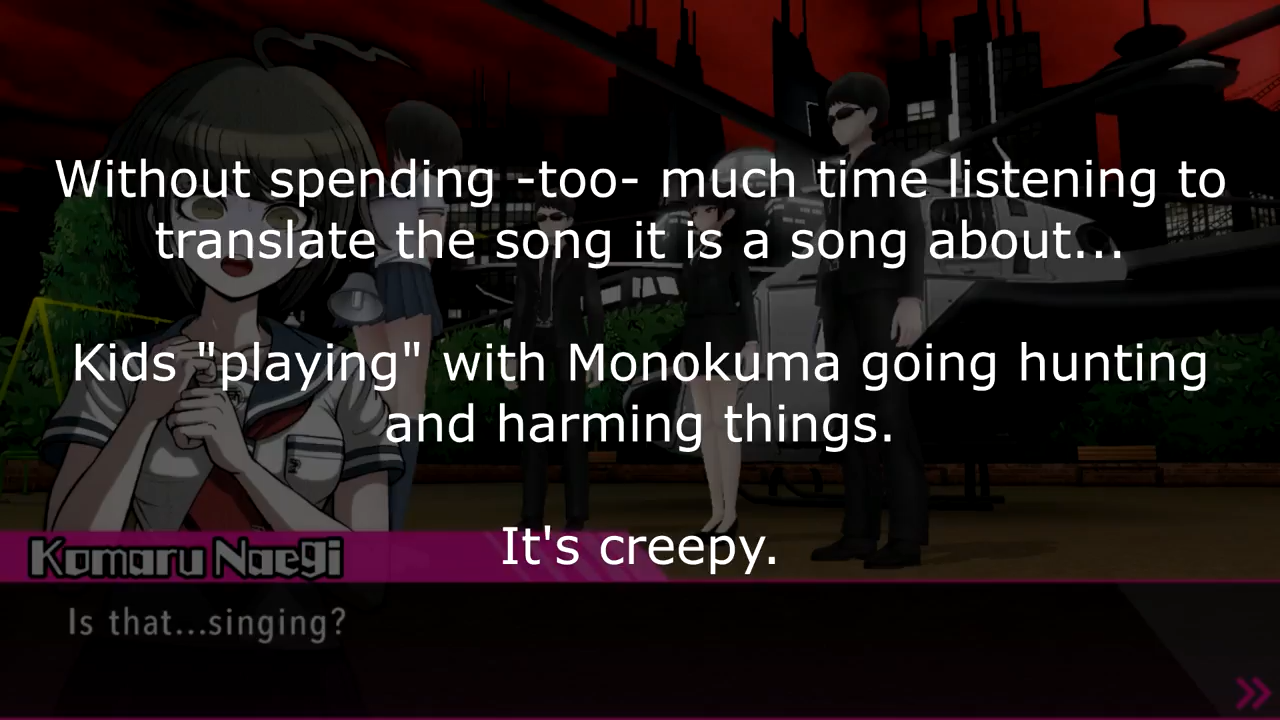 Without spending -too- much time listening to
translate the song it is a song about...
Kids "playing" with Monokuma going hunting
and harming things.
It's creepy.
Komaru Naegi
Is that...singing?